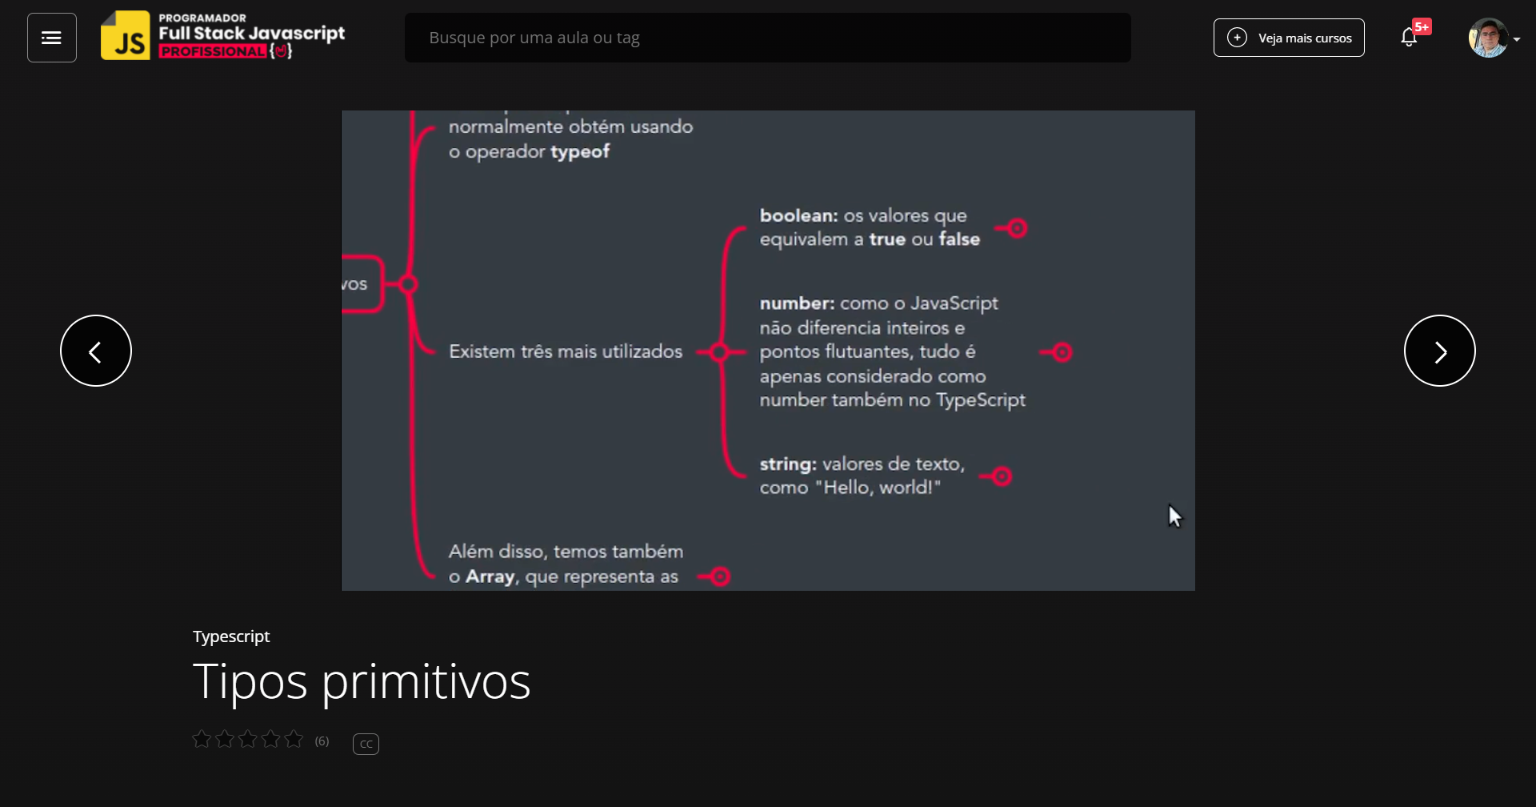 JS
PROGRAMADOR
Full Stack Javascript
PROFISSIONAL
Busque por uma aula ou tag
Veja mais cursos
5+
normalmente obtém usando
o operador typeof
boolean: os valores que
equivalem a true ou false
vos
number: como o JavaScript
não diferencia inteiros e
pontos flutuantes, tudo é
apenas considerado como
number também no TypeScript
Existem três mais utilizados
string: valores de texto,
como "Hello, world!"
Além disso, temos também
o Array, que representa as
Typescript
Tipos primitivos
(6)
CC